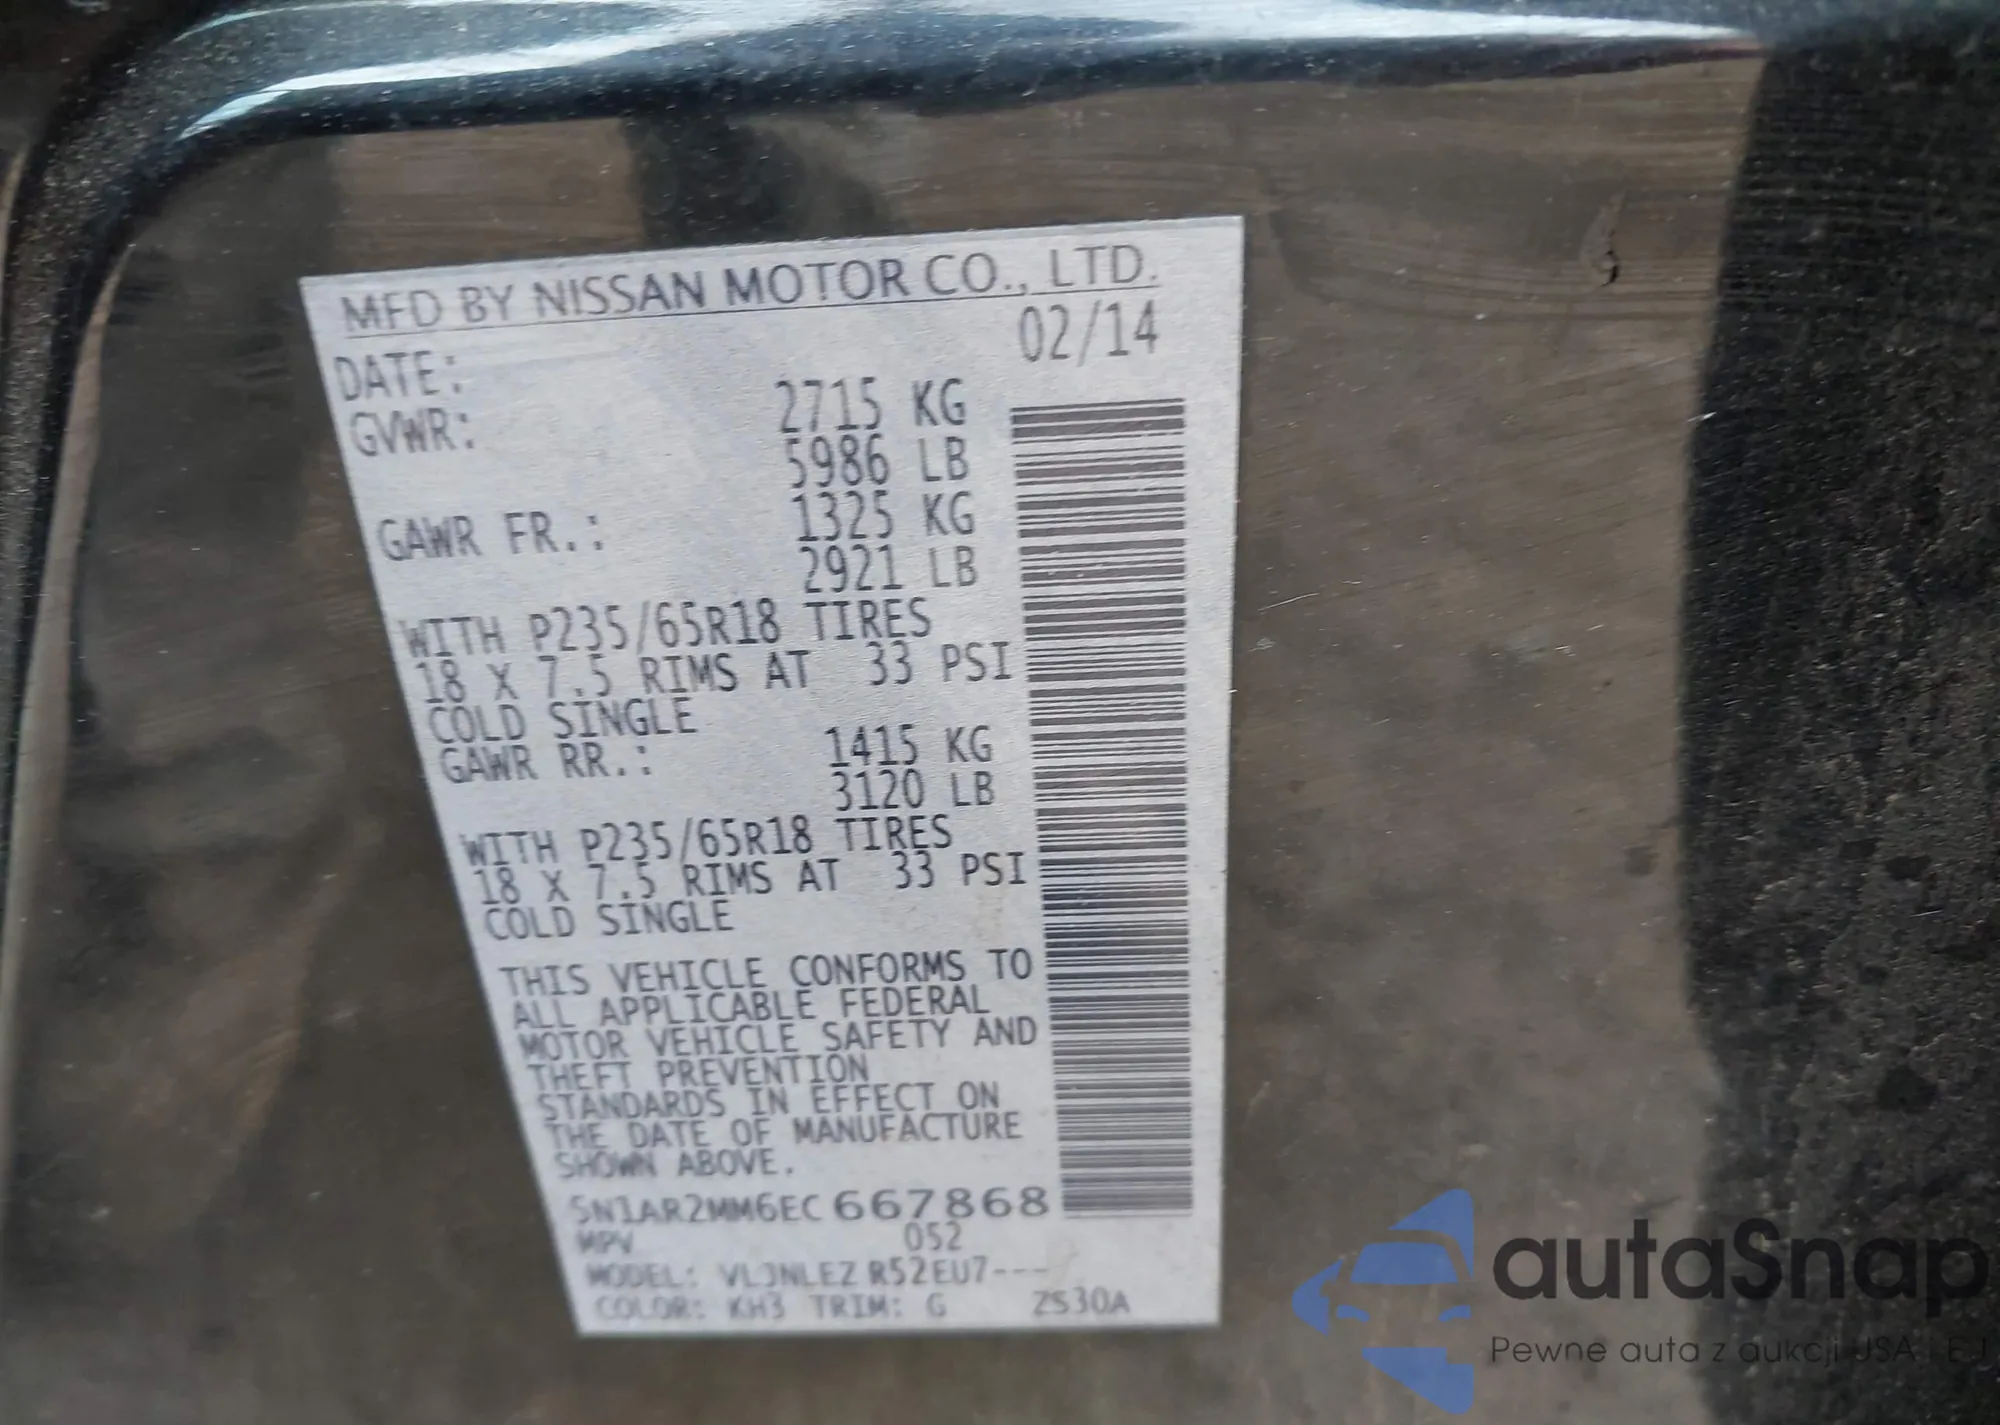 MFD BY NISSAN MOTOR CO., LTD.
DATE: 02/14
GVWR: 2715 KG
5986 LB
GAWR FR.: 1325 KG
2921 LB
WITH P235/65R18 TIRES
18 X 7.5 RIMS AT 33 PSI
COLD SINGLE
GAWR RR.: 1415 KG
3120 LB
WITH P235/65R18 TIRES
18 X 7.5 RIMS AT 33 PSI
COLD SINGLE
THIS VEHICLE CONFORMS TO
ALL APPLICABLE FEDERAL
MOTOR VEHICLE SAFETY AND
THEFT PREVENTION
STANDARDS IN EFFECT ON
THE DATE OF MANUFACTURE
SHOWN ABOVE.
5N1AR2MM6EC667868
MPV 052
MODEL: VLJNLEZ R52EU7---
COLOR: KH3 TRIM: G ZS30A
autaSnap
Pewne auta z aukcji USA i EU